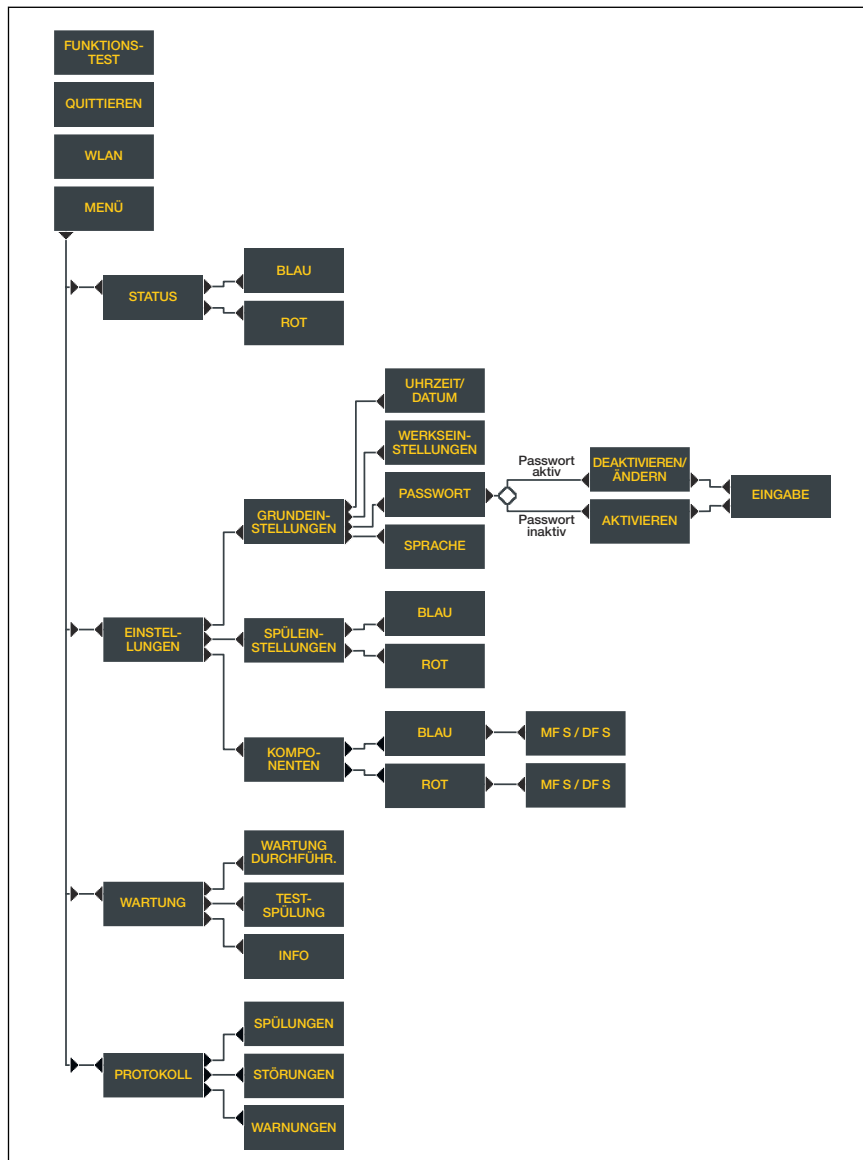 FUNKTIONS-
TEST
QUITTIEREN
WLAN
MENÜ
STATUS
BLAU
ROT
EINSTEL-
LUNGEN
GRUNDEIN-
STELLUNGEN
UHRZEIT/
DATUM
WERKSEIN-
STELLUNGEN
PASSWORT
Passwort
aktiv
DEAKTIVIEREN/
ÄNDERN
Passwort
inaktiv
AKTIVIEREN
EINGABE
SPRACHE
SPÜLEIN-
STELLUNGEN
BLAU
ROT
KOMPO-
NENTEN
BLAU
MF S / DF S
ROT
MF S / DF S
WARTUNG
WARTUNG
DURCHFÜHR.
TEST-
SPÜLUNG
INFO
PROTOKOLL
SPÜLUNGEN
STÖRUNGEN
WARNUNGEN